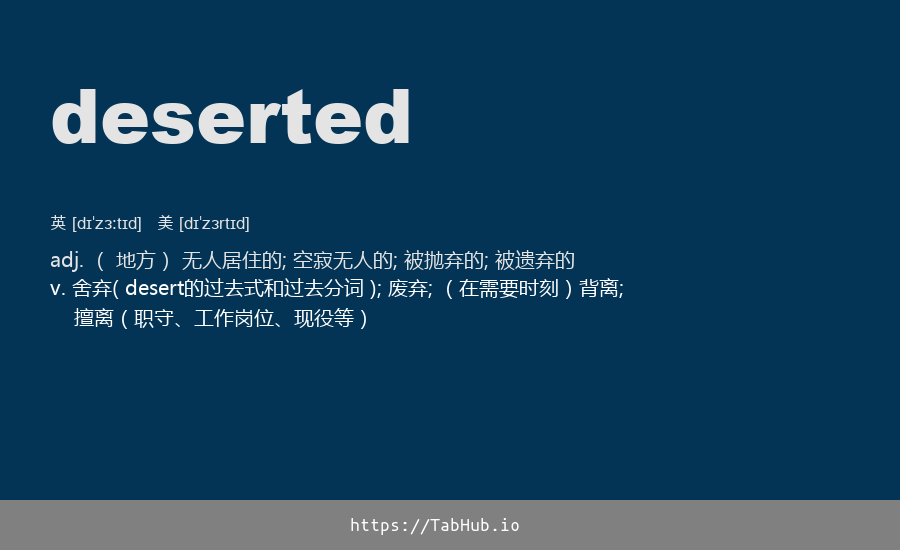 deserted
英 [dɪˈzɜːtɪd] 美 [dɪˈzɜrtɪd]
adj. （ 地方 ） 无人居住的; 空寂无人的; 被抛弃的; 被遗弃的
v. 舍弃( desert的过去式和过去分词 ); 废弃; （ 在需要时刻 ) 背离;
擅离（ 职守、工作岗位、现役等 ）
https://TabHub.io